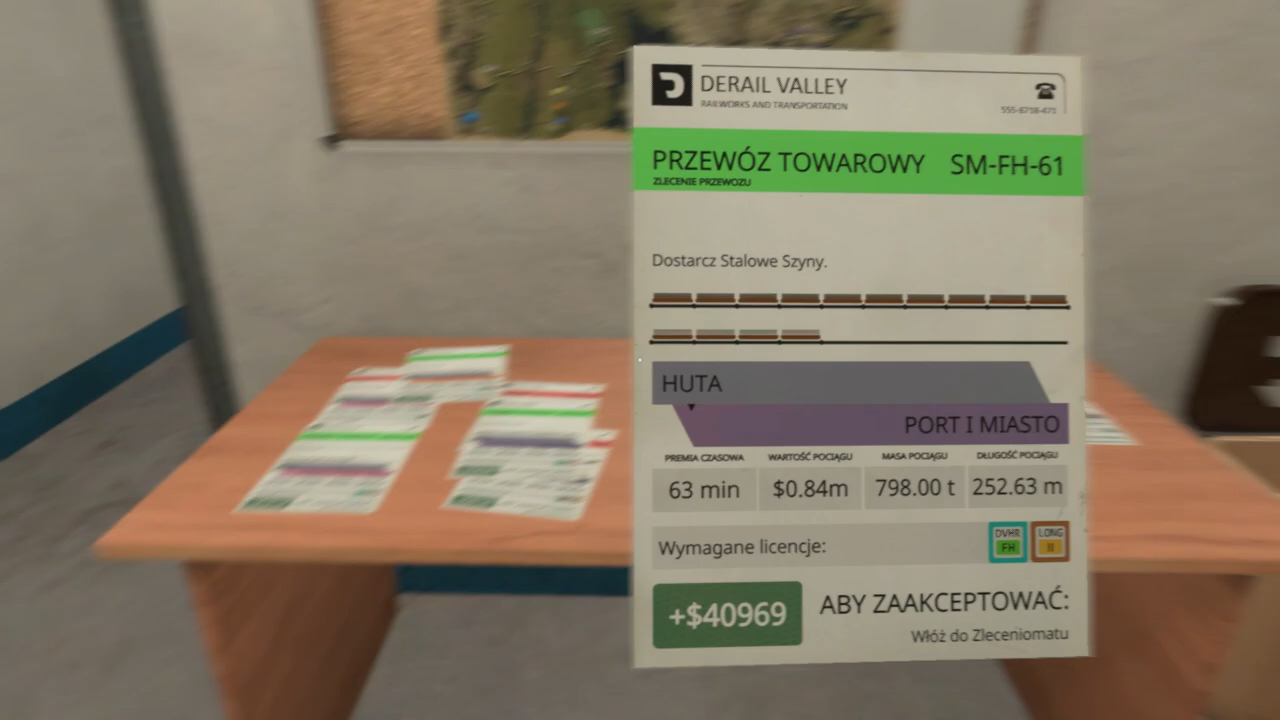 DERAIL VALLEY
RAILWORKS AND TRANSPORTATION
555-8758-471
PRZEWÓZ TOWAROWY SM-FH-61
ZLECENIE PRZEWOZU
Dostarcz Stalowe Szyny.
HUTA
PORT I MIASTO
PREMIA CZASOWA WARTOŚĆ POCIĄGU MASA POCIĄGU DŁUGOŚĆ POCIĄGU
63 min $0.84m 798.00 t 252.63 m
Wymagane licencje: DVHR FH LONG II
+$40969 ABY ZAAKCEPTOWAĆ:
Włóż do Zleceniomatu